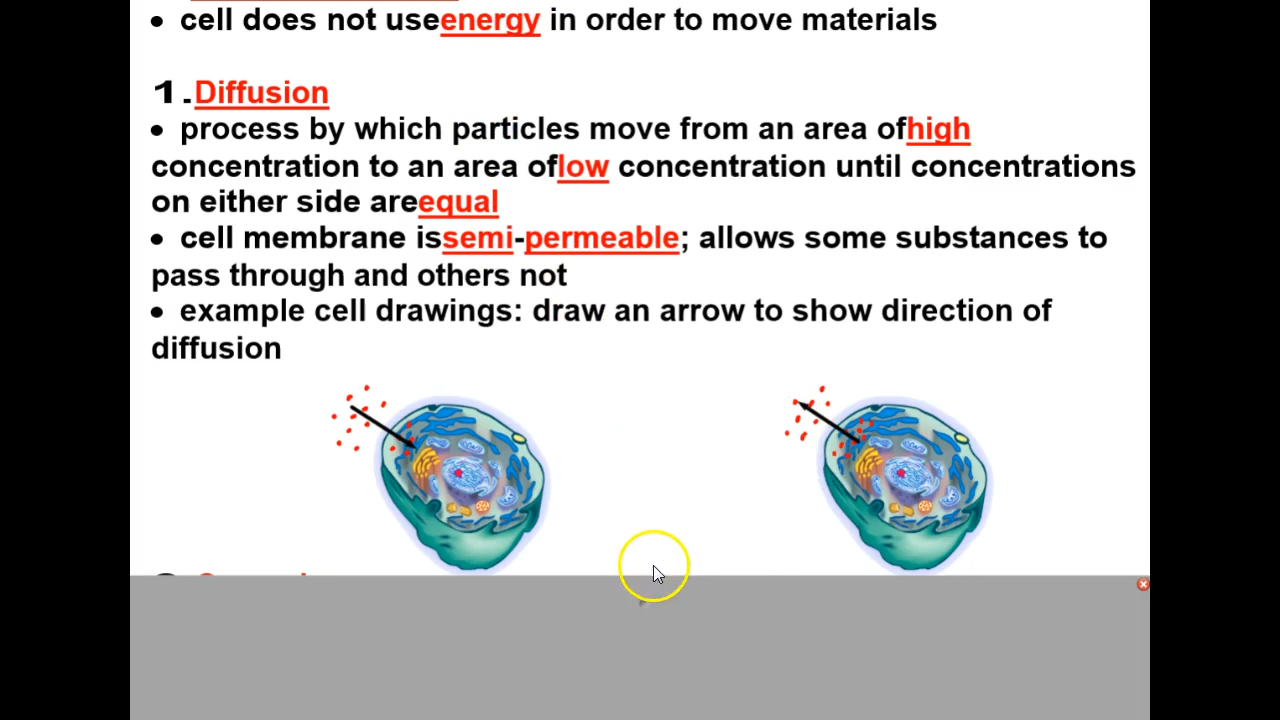 • cell does not useenergy in order to move materials
1.Diffusion
• process by which particles move from an area ofhigh
concentration to an area oflow concentration until concentrations
on either side areequal
• cell membrane issemi-permeable; allows some substances to
pass through and others not
• example cell drawings: draw an arrow to show direction of
diffusion